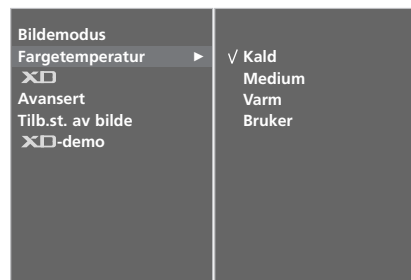 Bildemodus
Fargetemperatur ►
XD
Avansert
Tilb.st. av bilde
XD-demo
√ Kald
Medium
Varm
Bruker